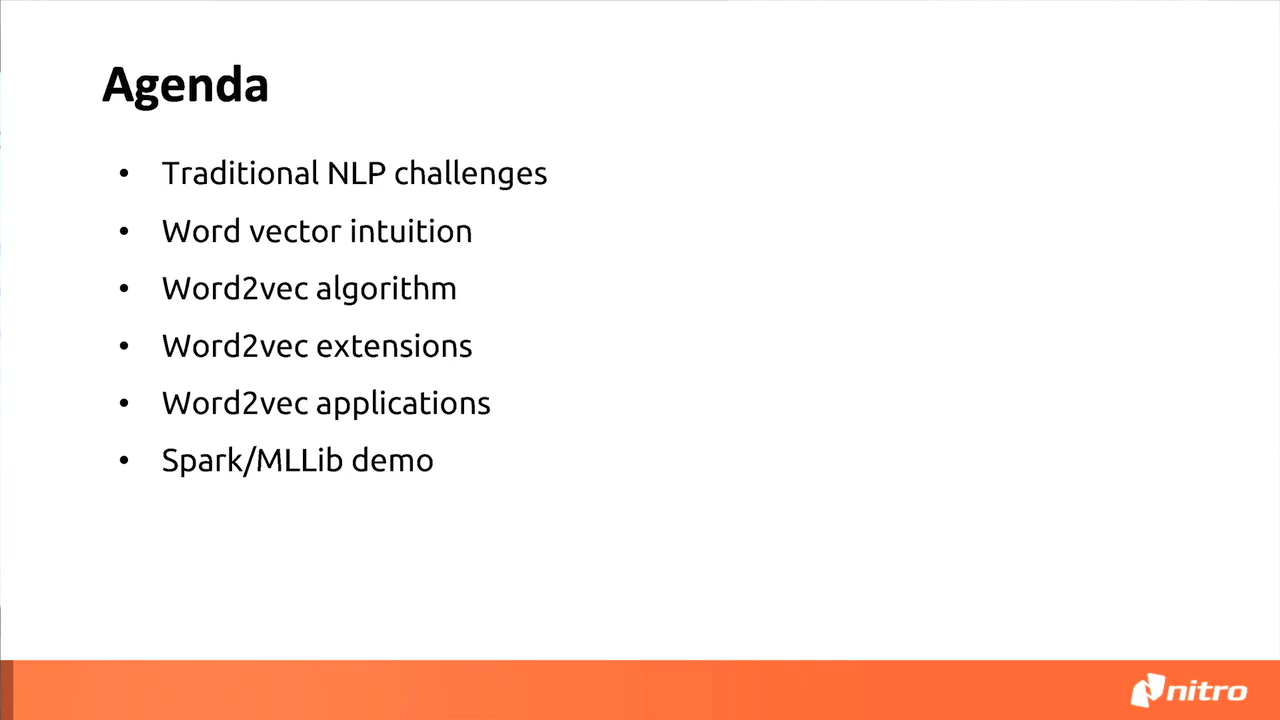 Agenda
• Traditional NLP challenges
• Word vector intuition
• Word2vec algorithm
• Word2vec extensions
• Word2vec applications
• Spark/MLLib demo
nitro